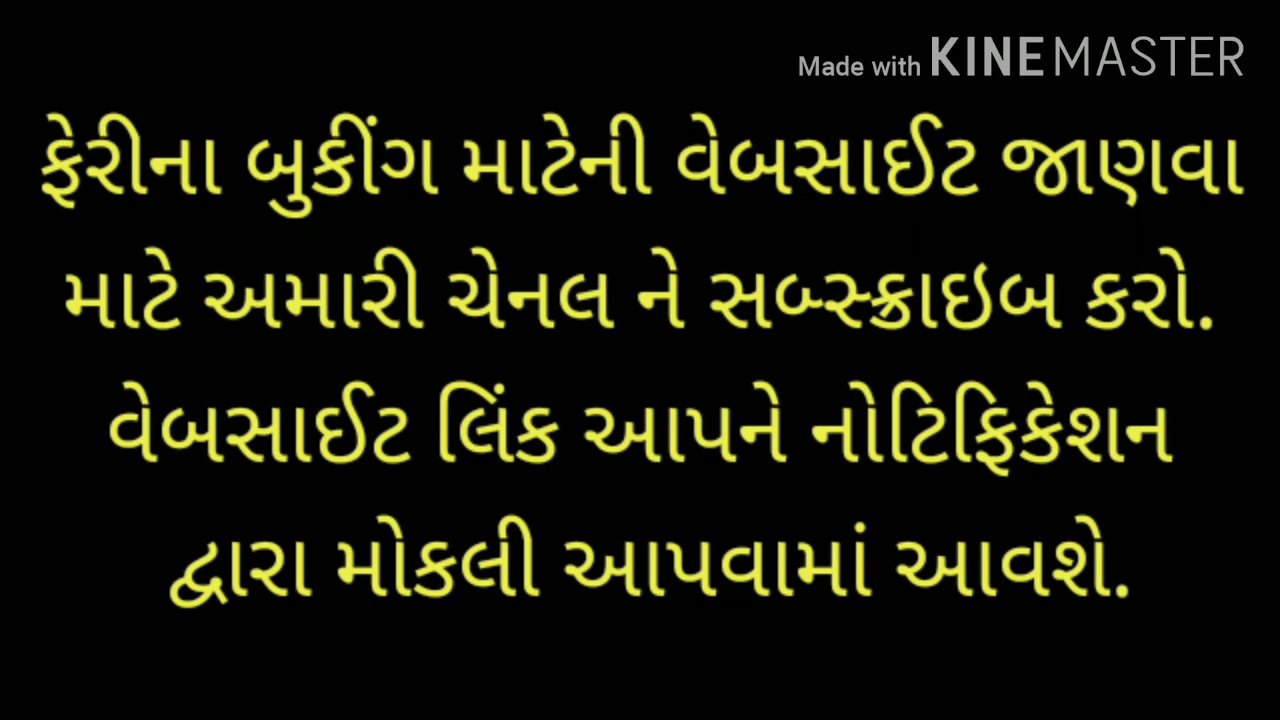 Made with KINEMASTER
ફેરીના બુકીંગ માટેની વેબસાઈટ જાણવા
માટે અમારી ચેનલ ને સબ્સ્ક્રાઇબ કરો.
વેબસાઈટ લિંક આપને નોટિફિકેશન
દ્વારા મોકલી આપવામાં આવશે.